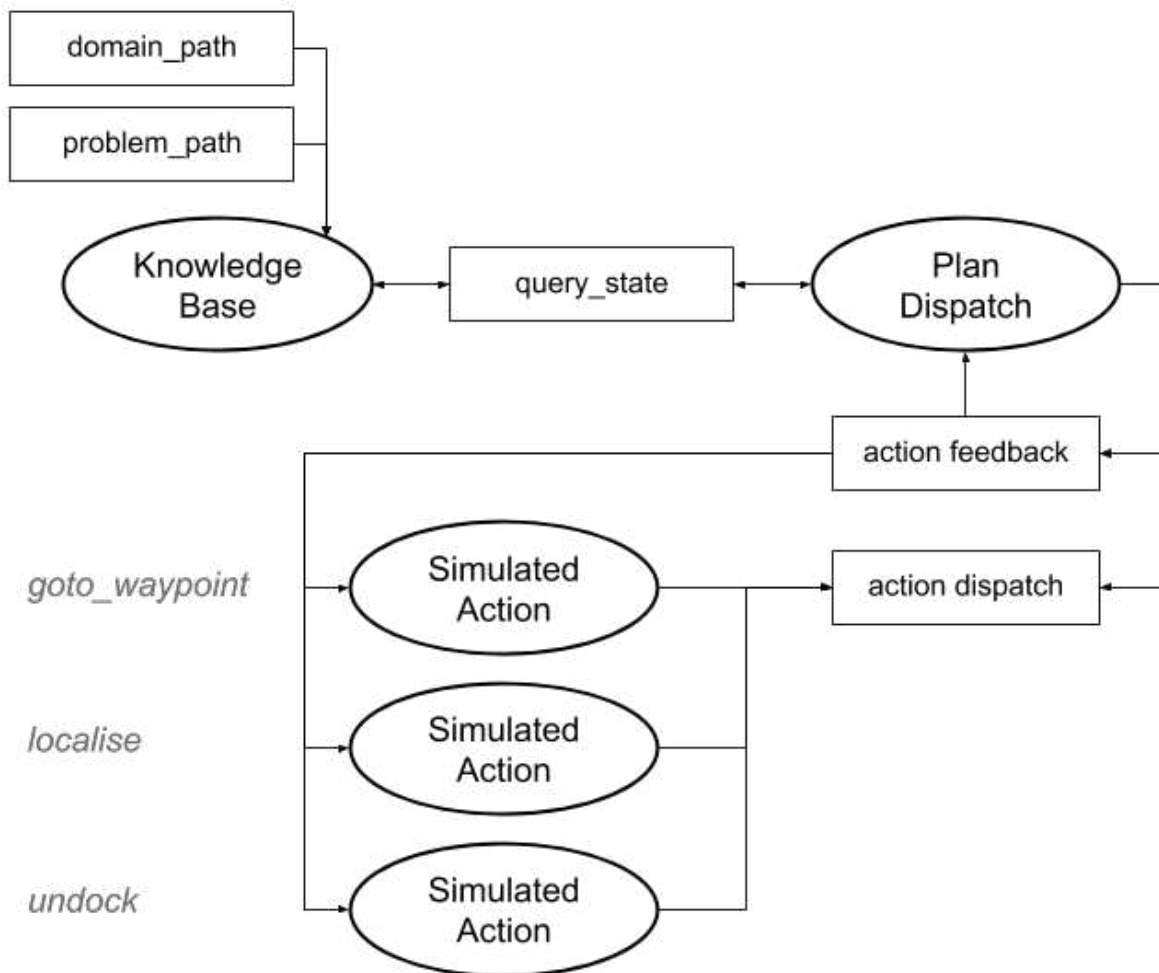 domain_path
problem_path
Knowledge
Base
query_state
Plan
Dispatch
action feedback
goto_waypoint
Simulated
Action
action dispatch
localise
Simulated
Action
undock
Simulated
Action